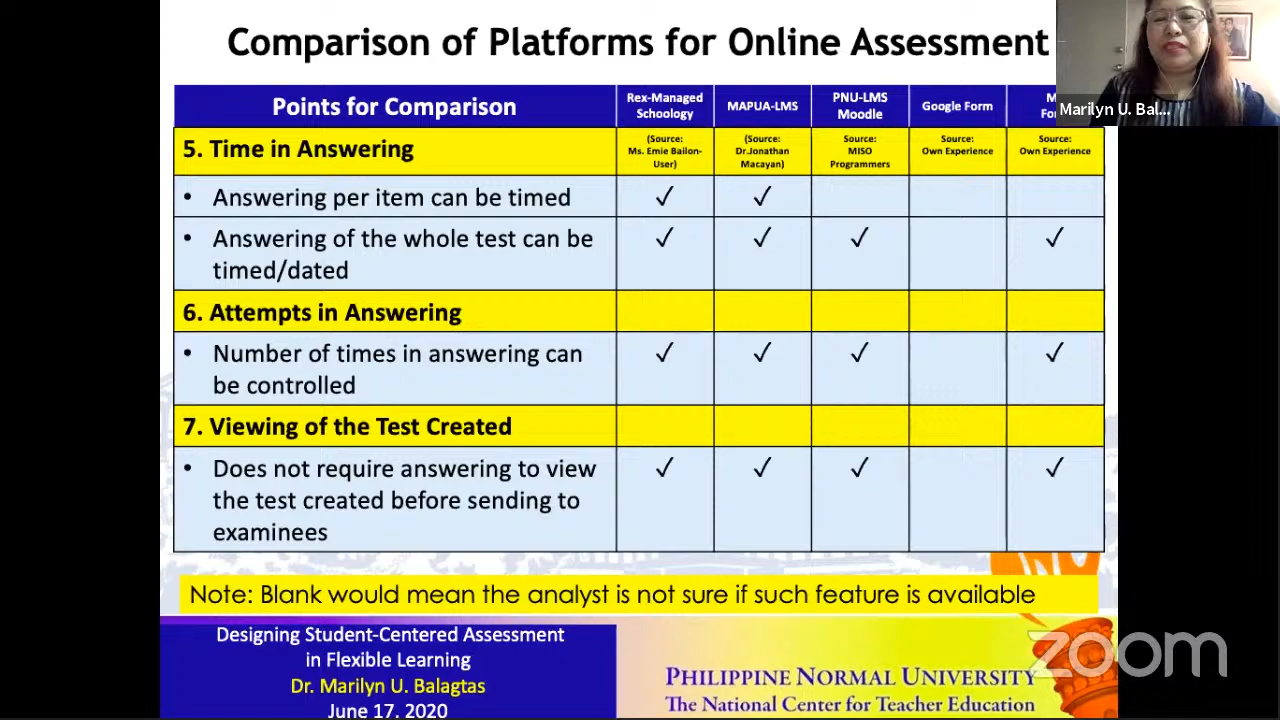 Comparison of Platforms for Online Assessment
Marilyn U. Bal...
Points for Comparison
Rex-Managed
Schoology
MAPUA-LMS
PNU-LMS
Moodle
Google Form
5. Time in Answering
(Source:
Ms. Emie Bailon-
User)
(Source:
Dr.Jonathan
Macayan)
Source:
MISO
Programmers
Source:
Own Experience
Source:
Own Experience
• Answering per item can be timed
✓ ✓
• Answering of the whole test can be
timed/dated
✓ ✓ ✓ ✓
6. Attempts in Answering
• Number of times in answering can
be controlled
✓ ✓ ✓ ✓
7. Viewing of the Test Created
• Does not require answering to view
the test created before sending to
examinees
✓ ✓ ✓ ✓
Note: Blank would mean the analyst is not sure if such feature is available
Designing Student-Centered Assessment
in Flexible Learning
Dr. Marilyn U. Balagtas
June 17, 2020
PHILIPPINE NORMAL UNIVERSITY
The National Center for Teacher Education
zoom